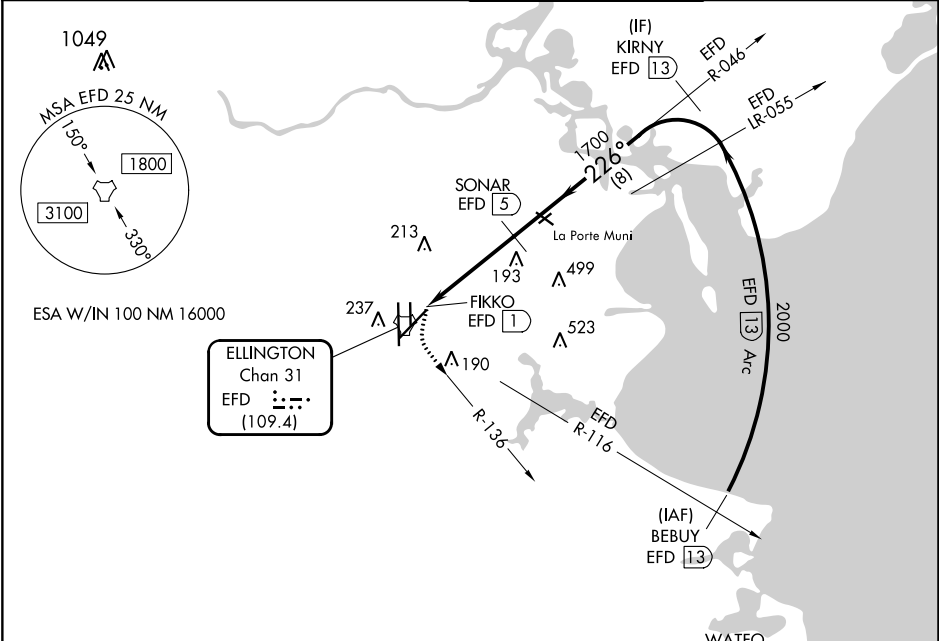 1049
MSA EFD 25 NM
150°
1800
3100
330°
ESA W/IN 100 NM 16000
(IF)
KIRNY
EFD 13
EFD
R-046
EFD
LR-055
1700
226°
(8)
SONAR
EFD 5
La Porte Muni
213
193
499
237
FIKKO
EFD 1
523
190
ELLINGTON
Chan 31
EFD
(109.4)
R-136
EFD
R-116
EFD 13 Arc
2000
(IAF)
BEBUY
EFD 13